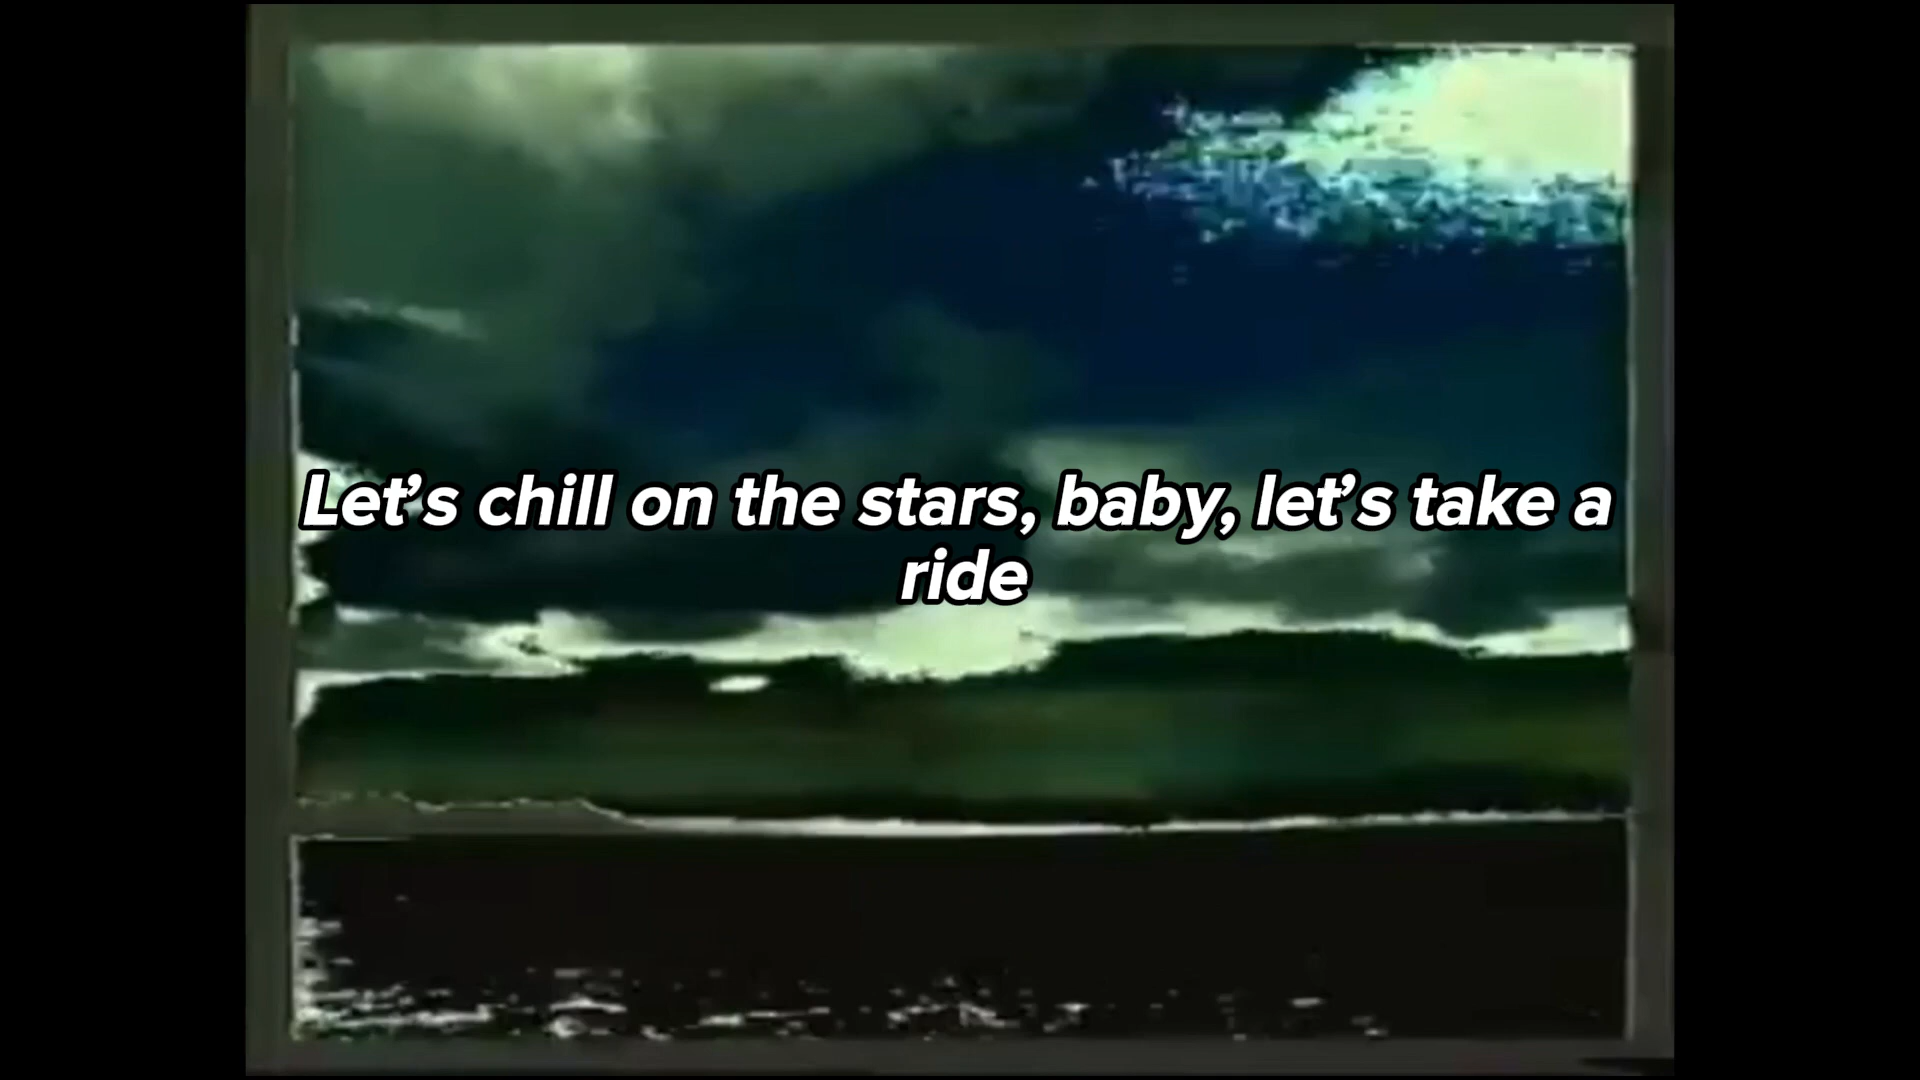 Let’s chill on the stars, baby, let’s take a
ride